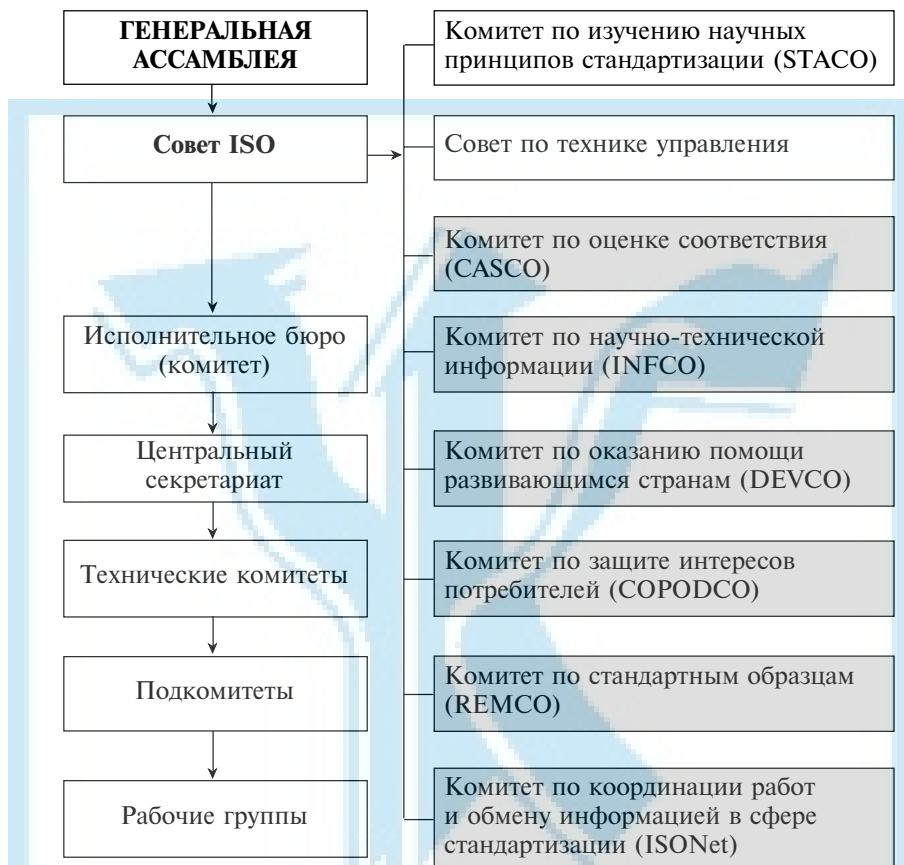 ГЕНЕРАЛЬНАЯ
АССАМБЛЕЯ
Совет ISO
Исполнительное бюро
(комитет)
Центральный
секретариат
Технические комитеты
Подкомитеты
Рабочие группы
Комитет по изучению научных
принципов стандартизации (STACO)
Совет по технике управления
Комитет по оценке соответствия
(CASCO)
Комитет по научно-технической
информации (INFCO)
Комитет по оказанию помощи
развивающимся странам (DEVCO)
Комитет по защите интересов
потребителей (COPODCO)
Комитет по стандартным образцам
(REMCO)
Комитет по координации работ
и обмену информацией в сфере
стандартизации (ISONet)